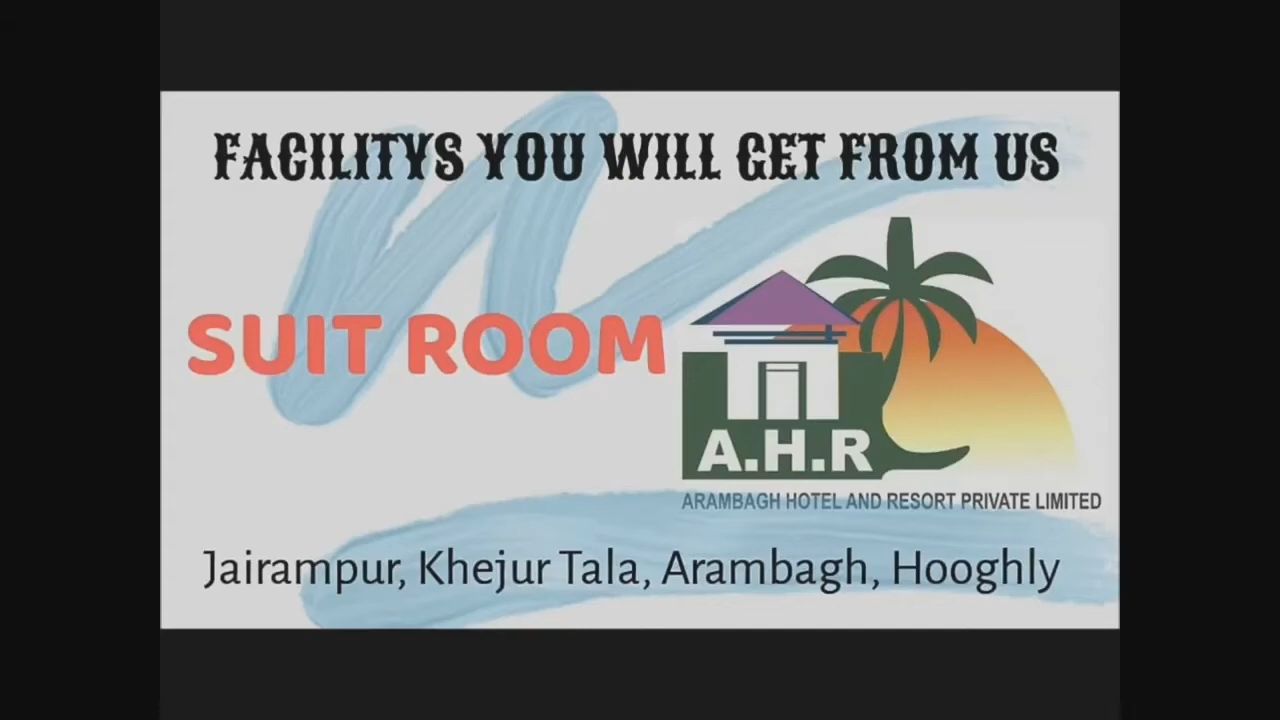 FACILITYS YOU WILL GET FROM US
SUIT ROOM
A.H.R
ARAMBAGH HOTEL AND RESORT PRIVATE LIMITED
Jairampur, Khejur Tala, Arambagh, Hooghly